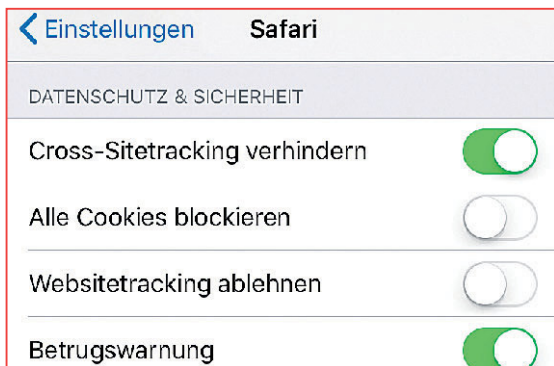 Einstellungen Safari
DATENSCHUTZ & SICHERHEIT
Cross-Sitetracking verhindern
Alle Cookies blockieren
Websitetracking ablehnen
Betrugswarnung